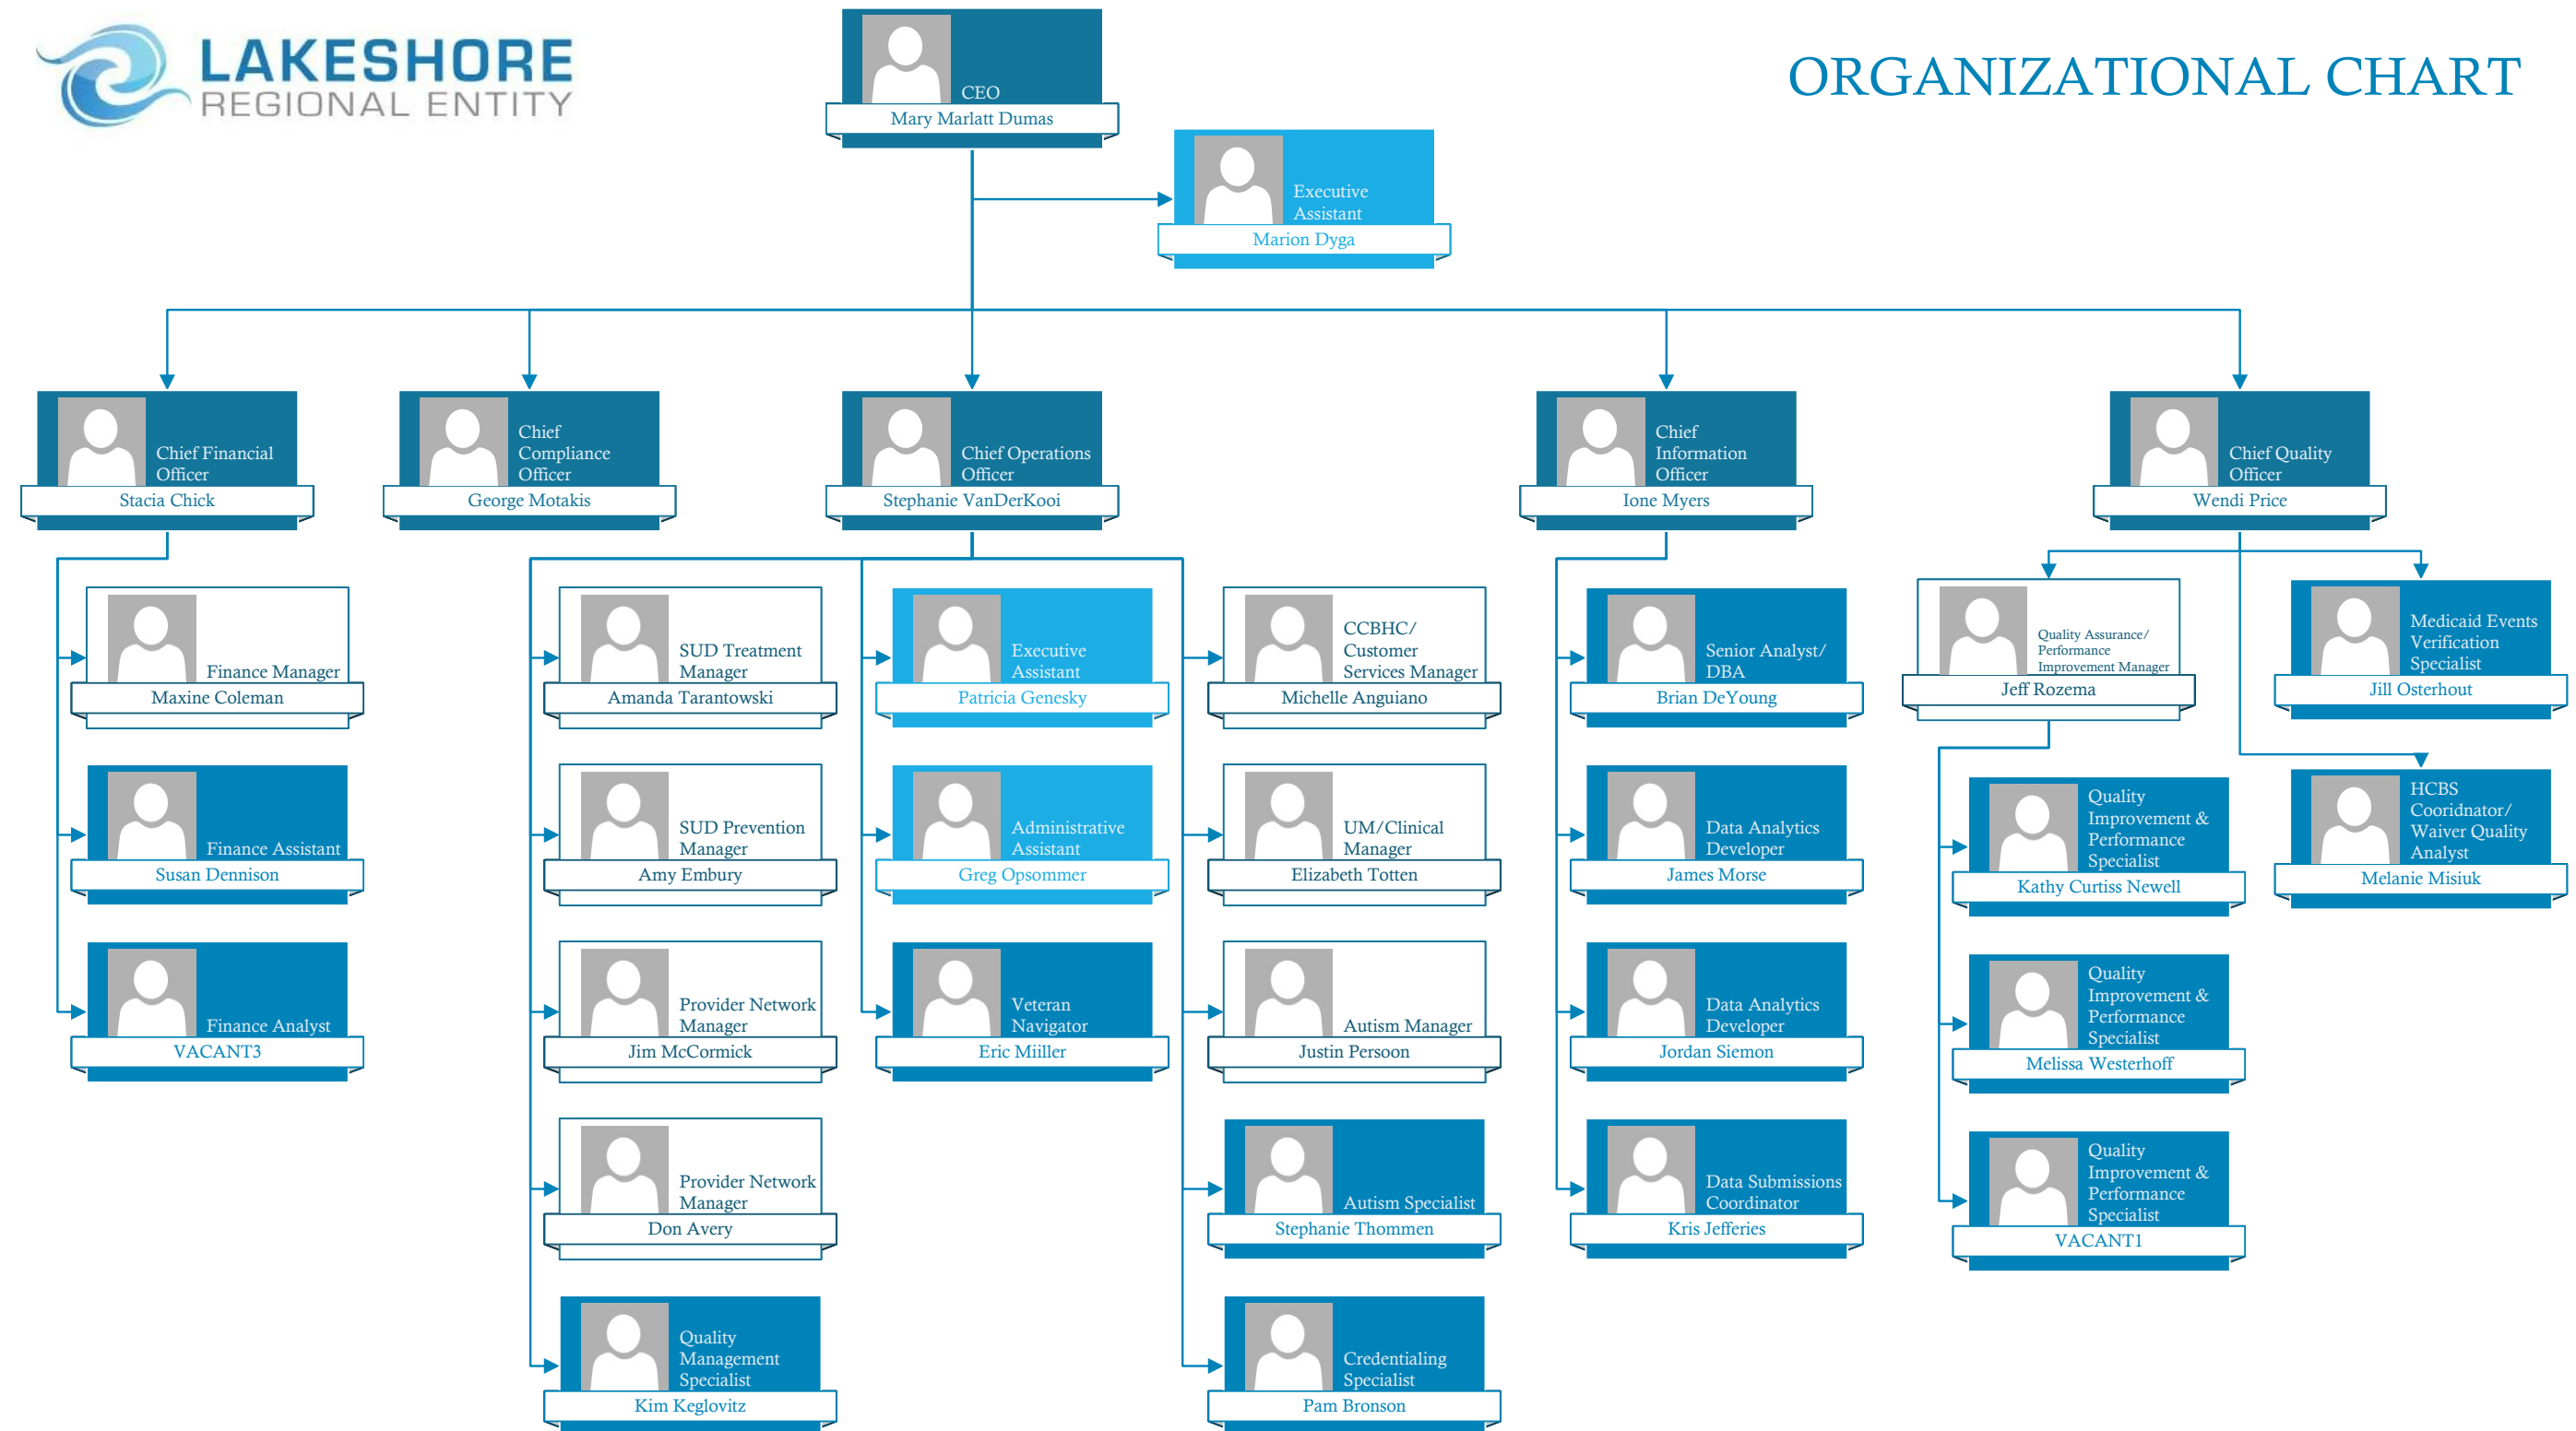 LAKESHORE
REGIONAL ENTITY
ORGANIZATIONAL CHART
CEO
Mary Marlatt Dumas
Executive
Assistant
Marion Dyga
Chief Financial
Officer
Stacia Chick
Chief
Compliance
Officer
George Motakis
Chief Operations
Officer
Stephanie VanDerKooi
Chief
Information
Officer
Ione Myers
Chief Quality
Officer
Wendi Price
Finance Manager
Maxine Coleman
Finance Assistant
Susan Dennison
Finance Analyst
VACANT3
SUD Treatment
Manager
Amanda Tarantowski
SUD Prevention
Manager
Amy Embury
Provider Network
Manager
Jim McCormick
Provider Network
Manager
Don Avery
Quality
Management
Specialist
Kim Keglovitz
Executive
Assistant
Patricia Genesky
Administrative
Assistant
Greg Opsommer
Veteran
Navigator
Eric Miiller
CCBHC/
Customer
Services Manager
Michelle Anguiano
UM/Clinical
Manager
Elizabeth Totten
Autism Manager
Justin Persoon
Autism Specialist
Stephanie Thommen
Credentialing
Specialist
Pam Bronson
Senior Analyst/
DBA
Brian DeYoung
Data Analytics
Developer
James Morse
Data Analytics
Developer
Jordan Siemon
Data Submissions
Coordinator
Kris Jefferies
Quality Assurance/
Performance
Improvement Manager
Jeff Rozema
Quality
Improvement &
Performance
Specialist
Kathy Curtiss Newell
Quality
Improvement &
Performance
Specialist
Melissa Westerhoff
Quality
Improvement &
Performance
Specialist
VACANT1
Medicaid Events
Verification
Specialist
Jill Osterhout
HCBS
Cooridnator/
Waiver Quality
Analyst
Melanie Misiuk